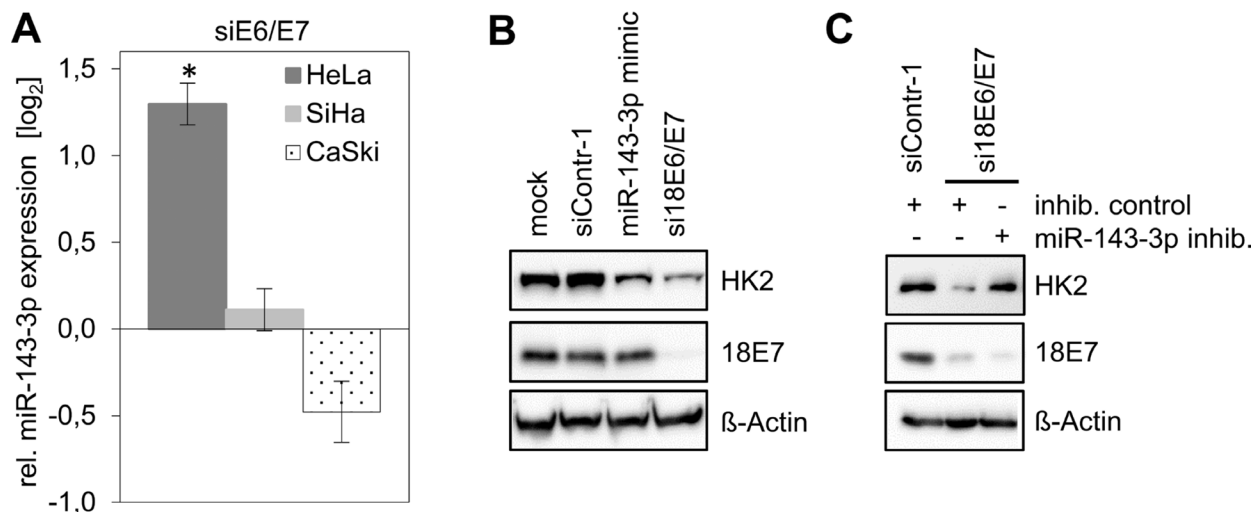 A
siE6/E7
rel. miR-143-3p expression [log2]
1,5
1,0
0,5
0,0
-0,5
-1,0
*
HeLa
SiHa
CaSki
B
mock
siContr-1
miR-143-3p mimic
si18E6/E7
HK2
18E7
ß-Actin
C
siContr-1
si18E6/E7
+ + - inhib. control
- - + miR-143-3p inhib.
HK2
18E7
ß-Actin